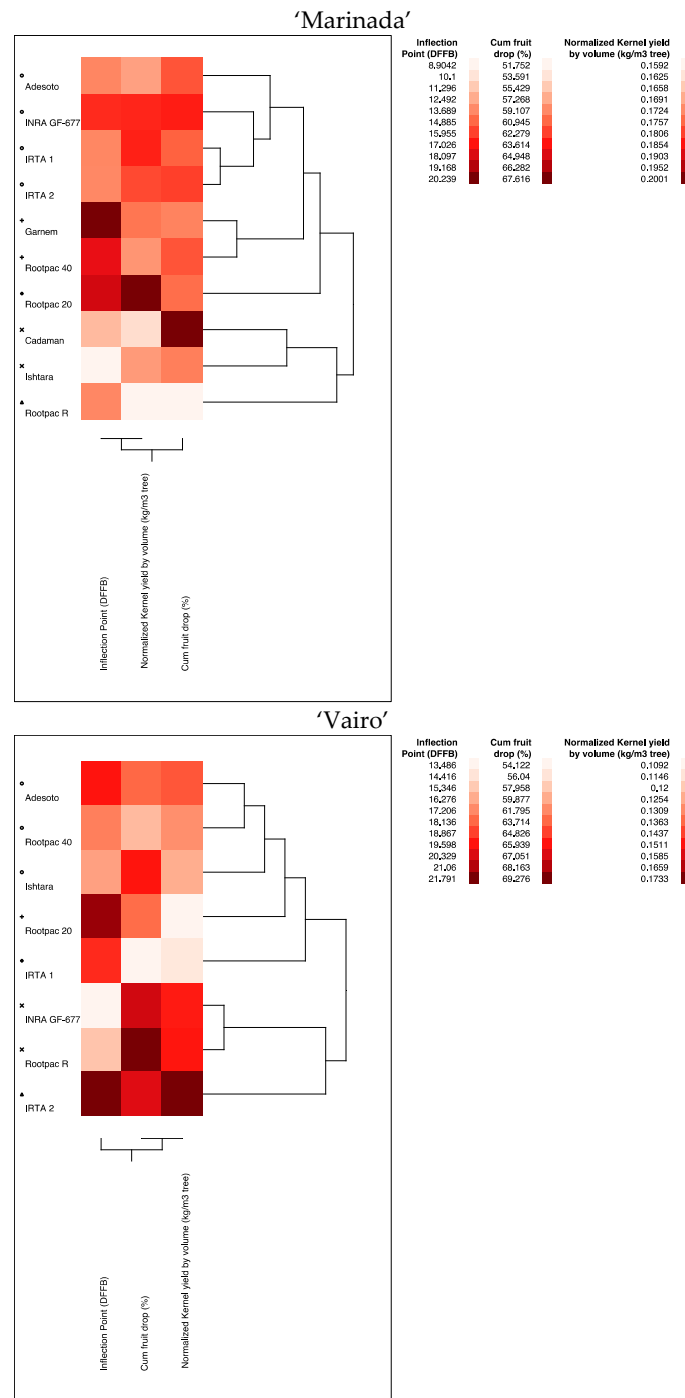 ‘Marinada’
Adesoto
INRA GF-677
IRTA 1
IRTA 2
Garnem
Rootpac 40
Rootpac 20
Cadaman
Ishtara
Rootpac R
Inflection Point (DFFB)
Normalized Kernel yield by volume (kg/m3 tree)
Cum fruit drop (%)
Inflection Cum fruit Normalized Kernel yield
Point (DFFB) drop (%) by volume (kg/m3 tree)
8.9042 51.752 0.1592
10.1 53.591 0.1625
11.296 55.429 0.1658
12.492 57.268 0.1691
13.689 59.107 0.1724
14.885 60.945 0.1757
15.955 62.279 0.1806
17.026 63.614 0.1854
18.097 64.948 0.1903
19.168 66.282 0.1952
20.239 67.616 0.2001
‘Vairo’
Adesoto
Rootpac 40
Ishtara
Rootpac 20
IRTA 1
INRA GF-677
Rootpac R
IRTA 2
Inflection Point (DFFB)
Cum fruit drop (%)
Normalized Kernel yield by volume (kg/m3 tree)
Inflection Cum fruit Normalized Kernel yield
Point (DFFB) drop (%) by volume (kg/m3 tree)
13.486 54.122 0.1092
14.416 56.04 0.1146
15.346 57.958 0.12
16.276 59.877 0.1254
17.206 61.795 0.1309
18.136 63.714 0.1363
18.867 64.826 0.1437
19.598 65.939 0.1511
20.329 67.051 0.1585
21.06 68.163 0.1659
21.791 69.276 0.1733